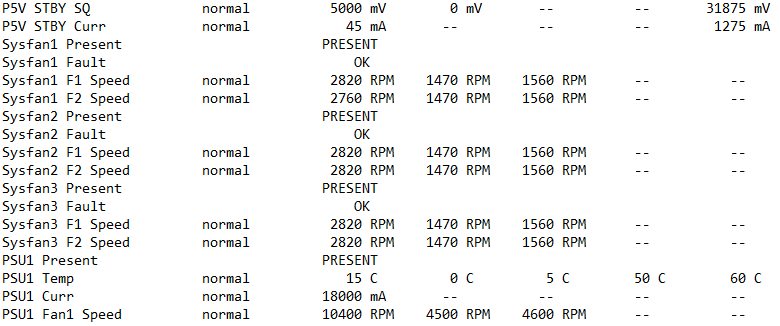 P5V STBY SQ normal 5000 mV 0 mV -- -- 31875 mV
P5V STBY Curr normal 45 mA -- -- -- 1275 mA
Sysfan1 Present PRESENT
Sysfan1 Fault OK
Sysfan1 F1 Speed normal 2820 RPM 1470 RPM 1560 RPM -- --
Sysfan1 F2 Speed normal 2760 RPM 1470 RPM 1560 RPM -- --
Sysfan2 Present PRESENT
Sysfan2 Fault OK
Sysfan2 F1 Speed normal 2820 RPM 1470 RPM 1560 RPM -- --
Sysfan2 F2 Speed normal 2820 RPM 1470 RPM 1560 RPM -- --
Sysfan3 Present PRESENT
Sysfan3 Fault OK
Sysfan3 F1 Speed normal 2820 RPM 1470 RPM 1560 RPM -- --
Sysfan3 F2 Speed normal 2820 RPM 1470 RPM 1560 RPM -- --
PSU1 Present PRESENT
PSU1 Temp normal 15 C 0 C 5 C 50 C 60 C
PSU1 Curr normal 18000 mA -- -- -- --
PSU1 Fan1 Speed normal 10400 RPM 4500 RPM 4600 RPM -- --